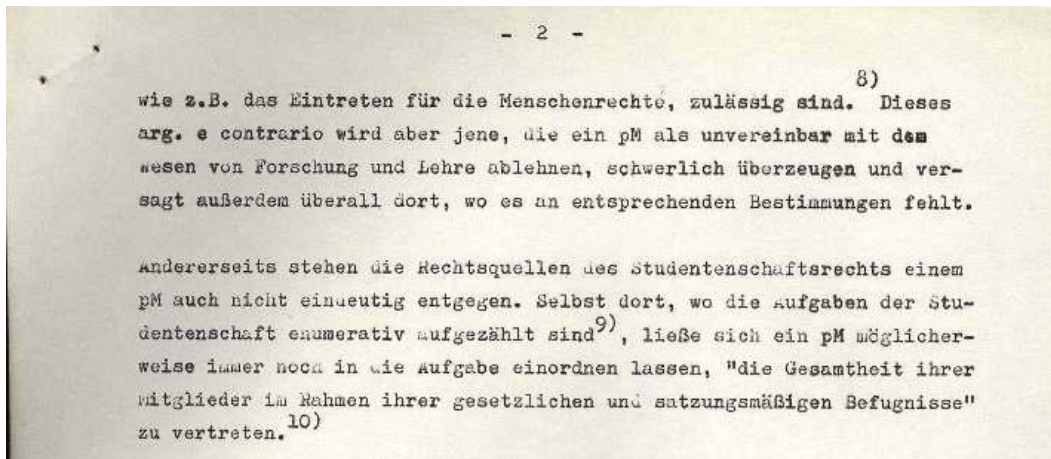 - 2 -
wie z.B. das Eintreten für die Menschenrechte, zulässig sind. 8) Dieses
arg. e contrario wird aber jene, die ein pM als unvereinbar mit dem
Wesen von Forschung und Lehre ablehnen, schwerlich überzeugen und ver-
sagt außerdem überall dort, wo es an entsprechenden Bestimmungen fehlt.
Andererseits stehen die Rechtsquellen des Studentenschaftsrechts einem
pM auch nicht eindeutig entgegen. Selbst dort, wo die Aufgaben der Stu-
dentenschaft enumerativ aufgezählt sind 9), ließe sich ein pM möglicher-
weise immer noch in die Aufgabe einordnen lassen, "die Gesamtheit ihrer
Mitglieder im Rahmen ihrer gesetzlichen und satzungsmäßigen Befugnisse"
zu vertreten. 10)